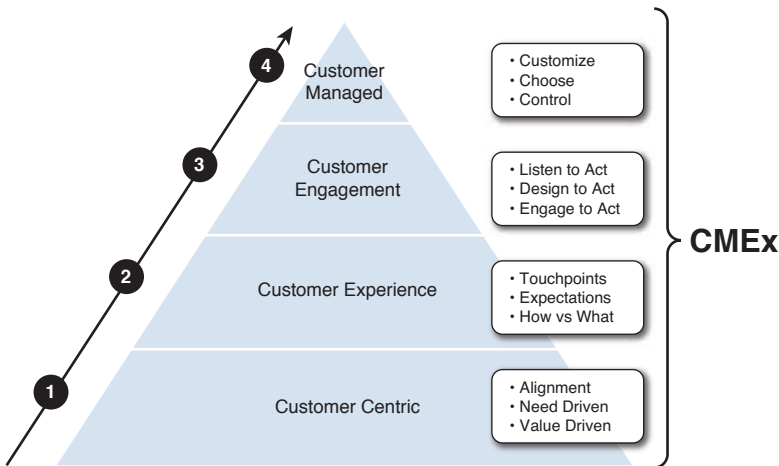 4
Customer
Managed
• Customize
• Choose
• Control
3
Customer
Engagement
• Listen to Act
• Design to Act
• Engage to Act
CMEx
2
Customer Experience
• Touchpoints
• Expectations
• How vs What
1
Customer Centric
• Alignment
• Need Driven
• Value Driven